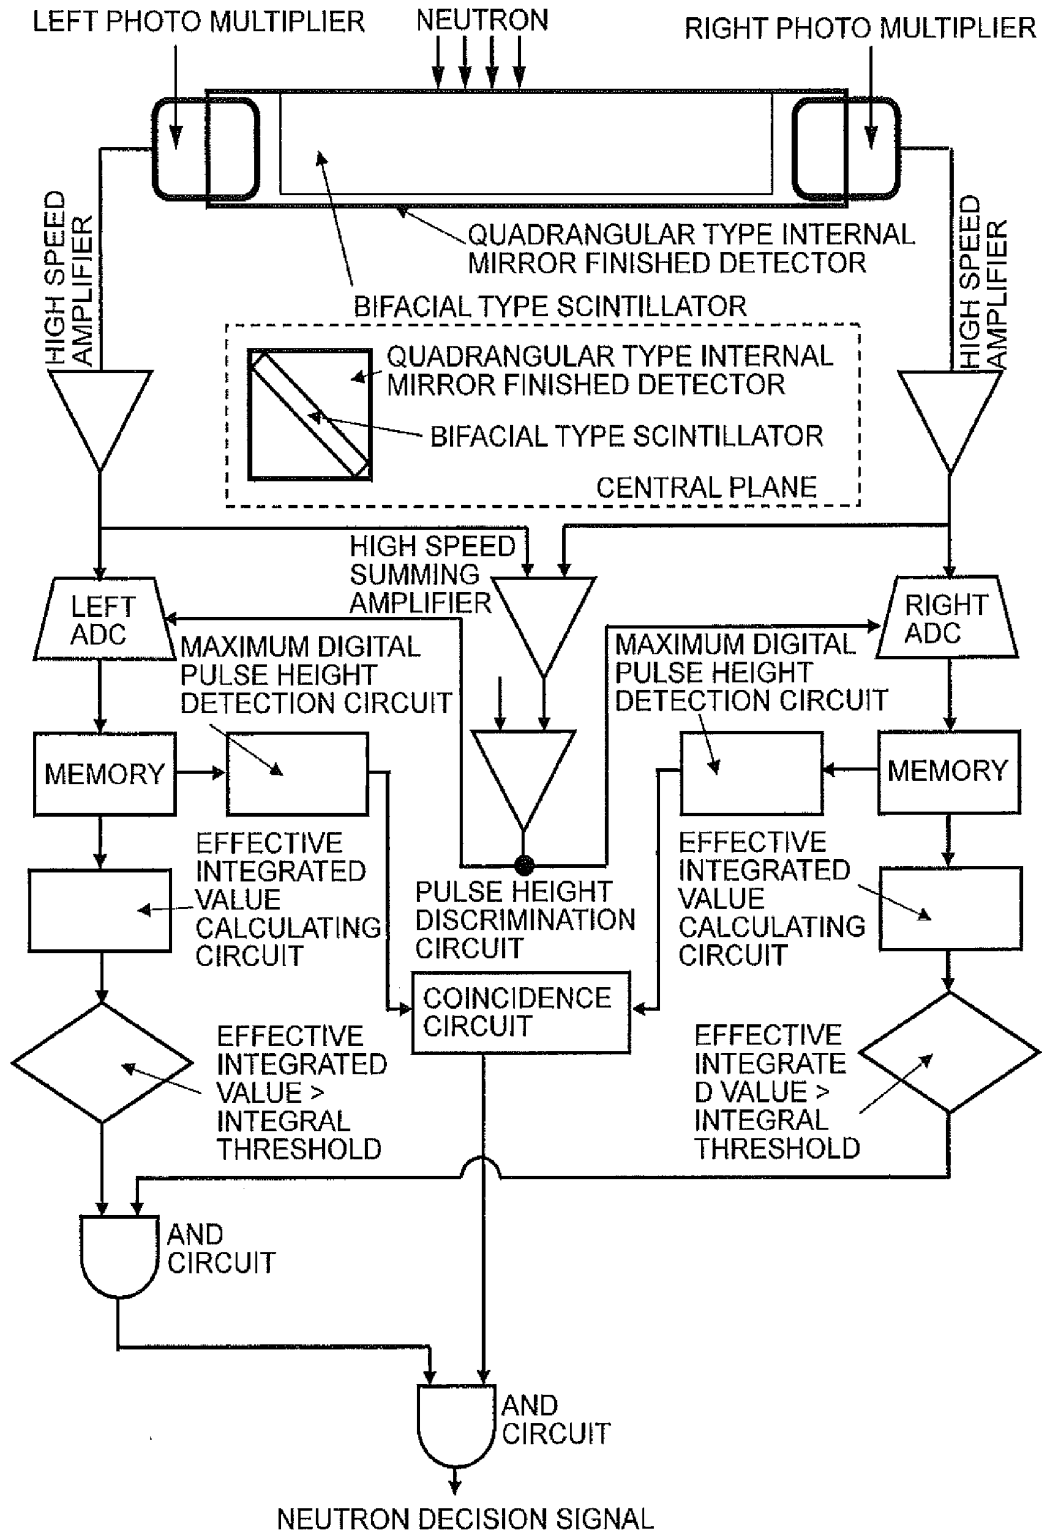 LEFT PHOTO MULTIPLIER
NEUTRON
RIGHT PHOTO MULTIPLIER
HIGH SPEED
AMPLIFIER
HIGH SPEED
AMPLIFIER
QUADRANGULAR TYPE INTERNAL
MIRROR FINISHED DETECTOR
BIFACIAL TYPE SCINTILLATOR
QUADRANGULAR TYPE INTERNAL
MIRROR FINISHED DETECTOR
BIFACIAL TYPE SCINTILLATOR
CENTRAL PLANE
HIGH SPEED
SUMMING
AMPLIFIER
LEFT
ADC
RIGHT
ADC
MAXIMUM DIGITAL
PULSE HEIGHT
DETECTION CIRCUIT
MAXIMUM DIGITAL
PULSE HEIGHT
DETECTION CIRCUIT
MEMORY
MEMORY
EFFECTIVE
INTEGRATED
VALUE
CALCULATING
CIRCUIT
PULSE HEIGHT
DISCRIMINATION
CIRCUIT
EFFECTIVE
INTEGRATED
VALUE
CALCULATING
CIRCUIT
COINCIDENCE
CIRCUIT
EFFECTIVE
INTEGRATED
VALUE >
INTEGRAL
THRESHOLD
EFFECTIVE
INTEGRATE
D VALUE >
INTEGRAL
THRESHOLD
AND
CIRCUIT
AND
CIRCUIT
NEUTRON DECISION SIGNAL